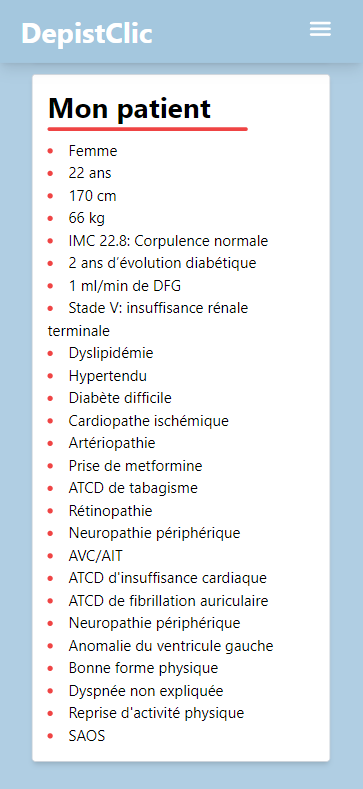 DepistClic
Mon patient
Femme
22 ans
170 cm
66 kg
IMC 22.8: Corpulence normale
2 ans d’évolution diabétique
1 ml/min de DFG
Stade V: insuffisance rénale
terminale
Dyslipidémie
Hypertendu
Diabète difficile
Cardiopathe ischémique
Artériopathie
Prise de metformine
ATCD de tabagisme
Rétinopathie
Neuropathie périphérique
AVC/AIT
ATCD d'insuffisance cardiaque
ATCD de fibrillation auriculaire
Neuropathie périphérique
Anomalie du ventricule gauche
Bonne forme physique
Dyspnée non expliquée
Reprise d'activité physique
SAOS